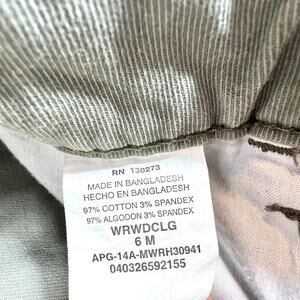 RN 130273
MADE IN BANGLADESH
HECHO EN BANGLADESH
97% COTTON 3% SPANDEX
97% ALGODON 3% SPANDEX
WRWDCLG
6 M
APG-14A-MWRH30941
040326592155